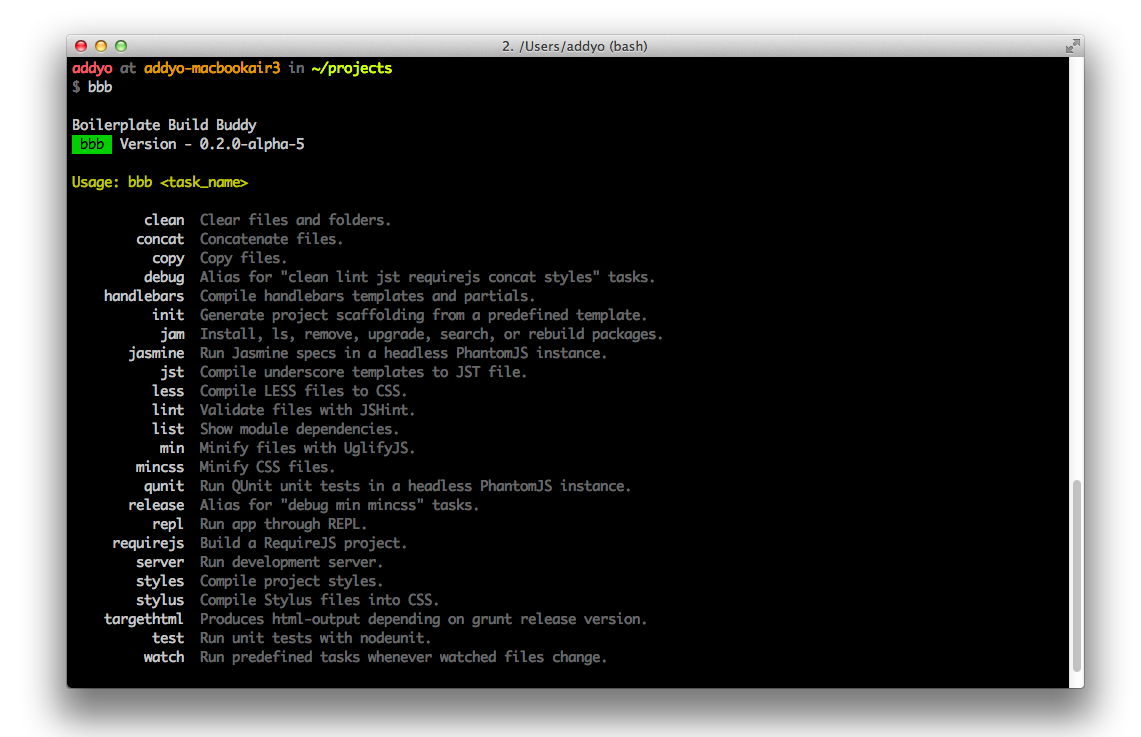 2. /Users/addyo (bash)
addyo at addyo-macbookair3 in ~/projects
$ bbb
Boilerplate Build Buddy
bbb Version - 0.2.0-alpha-5
Usage: bbb <task_name>
clean Clear files and folders.
concat Concatenate files.
copy Copy files.
debug Alias for "clean lint jst requirejs concat styles" tasks.
handlebars Compile handlebars templates and partials.
init Generate project scaffolding from a predefined template.
jam Install, ls, remove, upgrade, search, or rebuild packages.
jasmine Run Jasmine specs in a headless PhantomJS instance.
jst Compile underscore templates to JST file.
less Compile LESS files to CSS.
lint Validate files with JSHint.
list Show module dependencies.
min Minify files with UglifyJS.
mincss Minify CSS files.
qunit Run QUnit unit tests in a headless PhantomJS instance.
release Alias for "debug min mincss" tasks.
repl Run app through REPL.
requirejs Build a RequireJS project.
server Run development server.
styles Compile project styles.
stylus Compile Stylus files into CSS.
targethtml Produces html-output depending on grunt release version.
test Run unit tests with nodeunit.
watch Run predefined tasks whenever watched files change.